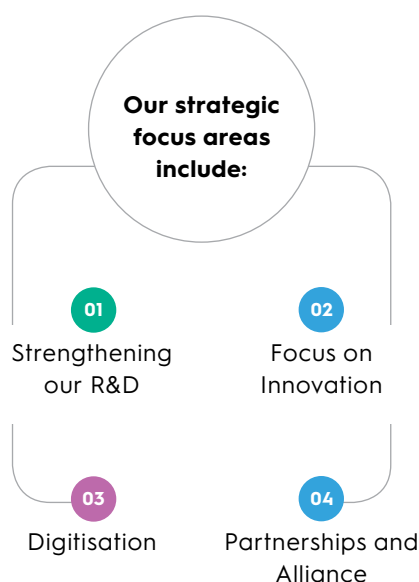 Our strategic
focus areas
include:
01
Strengthening
our R&D
02
Focus on
Innovation
03
Digitisation
04
Partnerships and
Alliance